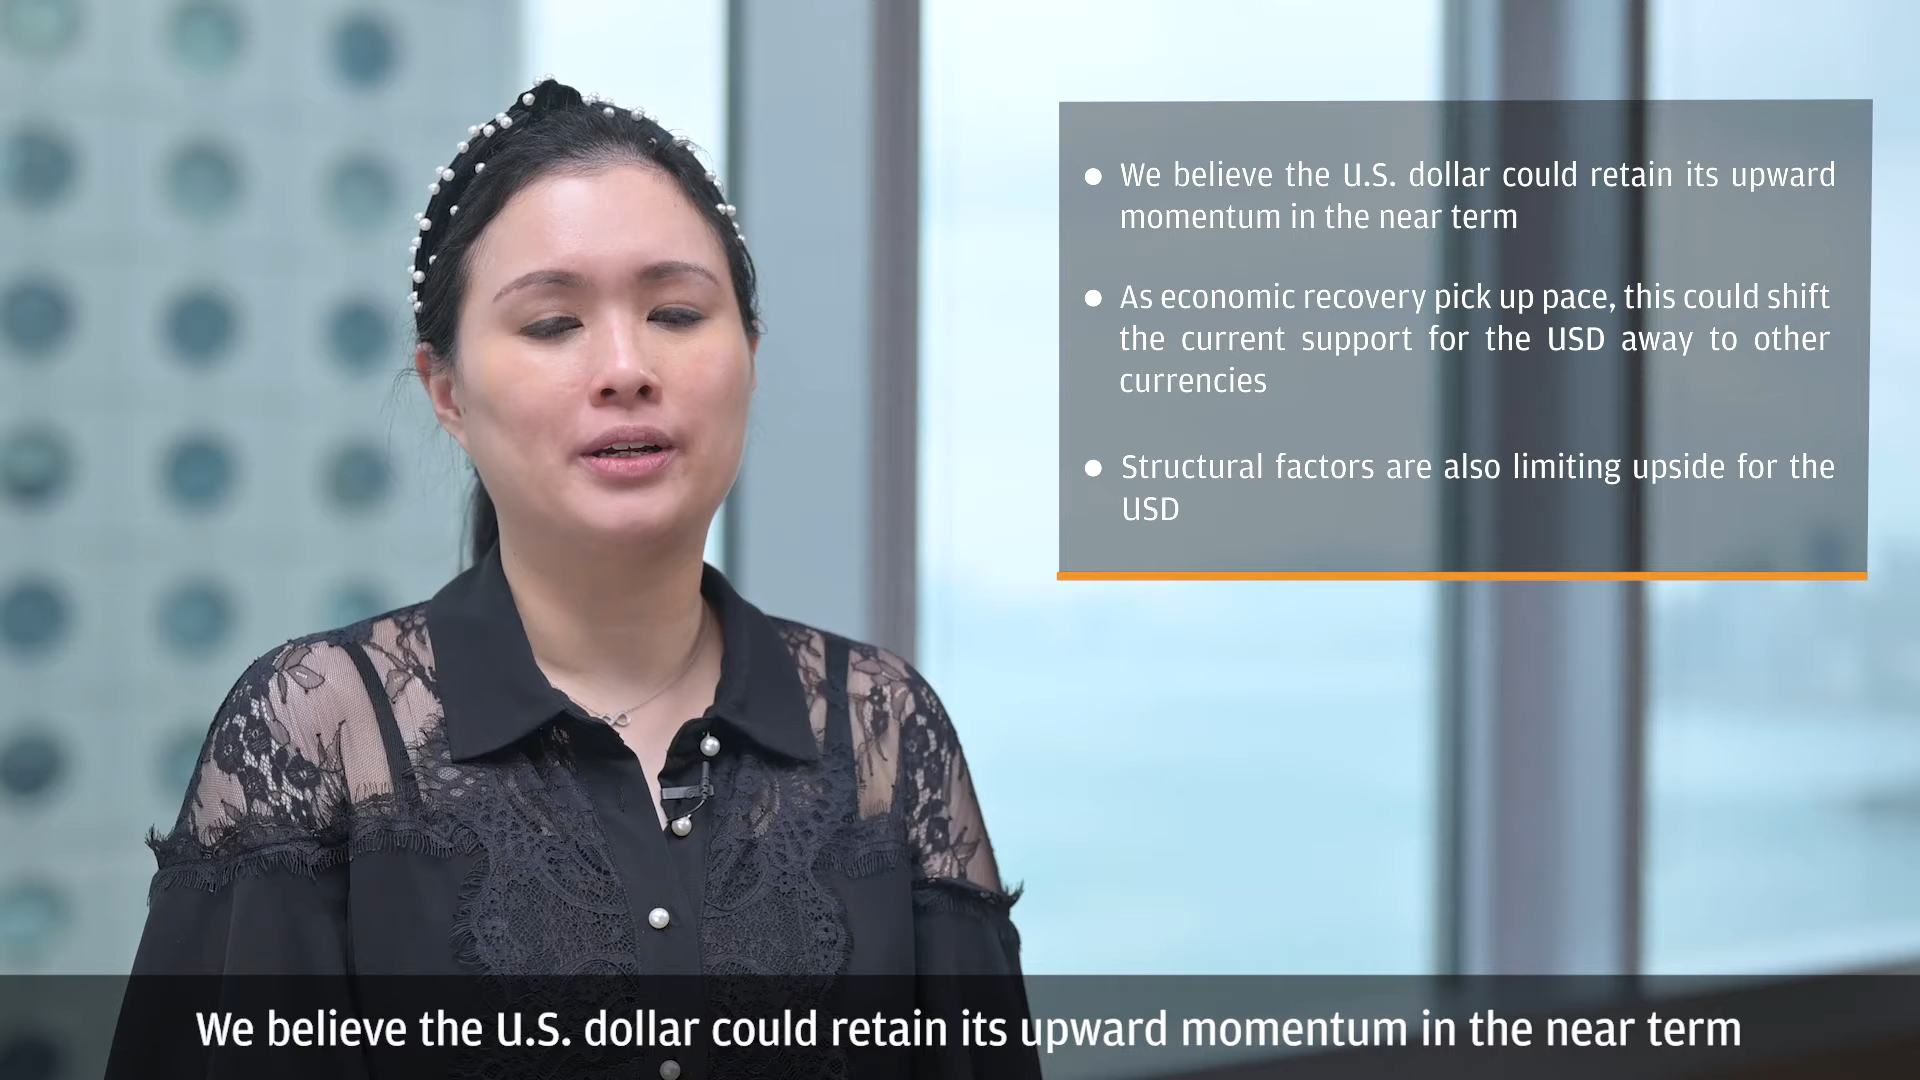 ● We believe the U.S. dollar could retain its upward
momentum in the near term
● As economic recovery pick up pace, this could shift
the current support for the USD away to other
currencies
● Structural factors are also limiting upside for the
USD
We believe the U.S. dollar could retain its upward momentum in the near term